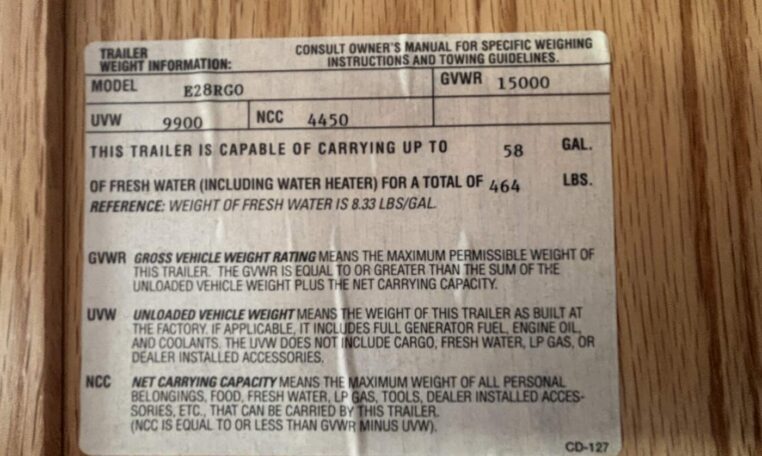 TRAILER
WEIGHT INFORMATION:
CONSULT OWNER'S MANUAL FOR SPECIFIC WEIGHING
INSTRUCTIONS AND TOWING GUIDELINES.
MODEL E28RGO
GVWR 15000
UVW 9900
NCC 4450
THIS TRAILER IS CAPABLE OF CARRYING UP TO 58 GAL.
OF FRESH WATER (INCLUDING WATER HEATER) FOR A TOTAL OF 464 LBS.
REFERENCE: WEIGHT OF FRESH WATER IS 8.33 LBS/GAL.
GVWR GROSS VEHICLE WEIGHT RATING MEANS THE MAXIMUM PERMISSIBLE WEIGHT OF
THIS TRAILER. THE GVWR IS EQUAL TO OR GREATER THAN THE SUM OF THE
UNLOADED VEHICLE WEIGHT PLUS THE NET CARRYING CAPACITY.
UVW UNLOADED VEHICLE WEIGHT MEANS THE WEIGHT OF THIS TRAILER AS BUILT AT
THE FACTORY. IF APPLICABLE, IT INCLUDES FULL GENERATOR FUEL, ENGINE OIL,
AND COOLANTS. THE UVW DOES NOT INCLUDE CARGO, FRESH WATER, LP GAS, OR
DEALER INSTALLED ACCESSORIES.
NCC NET CARRYING CAPACITY MEANS THE MAXIMUM WEIGHT OF ALL PERSONAL
BELONGINGS, FOOD, FRESH WATER, LP GAS, TOOLS, DEALER INSTALLED ACCES-
SORIES, ETC., THAT CAN BE CARRIED BY THIS TRAILER.
(NCC IS EQUAL TO OR LESS THAN GVWR MINUS UVW).
CD-127